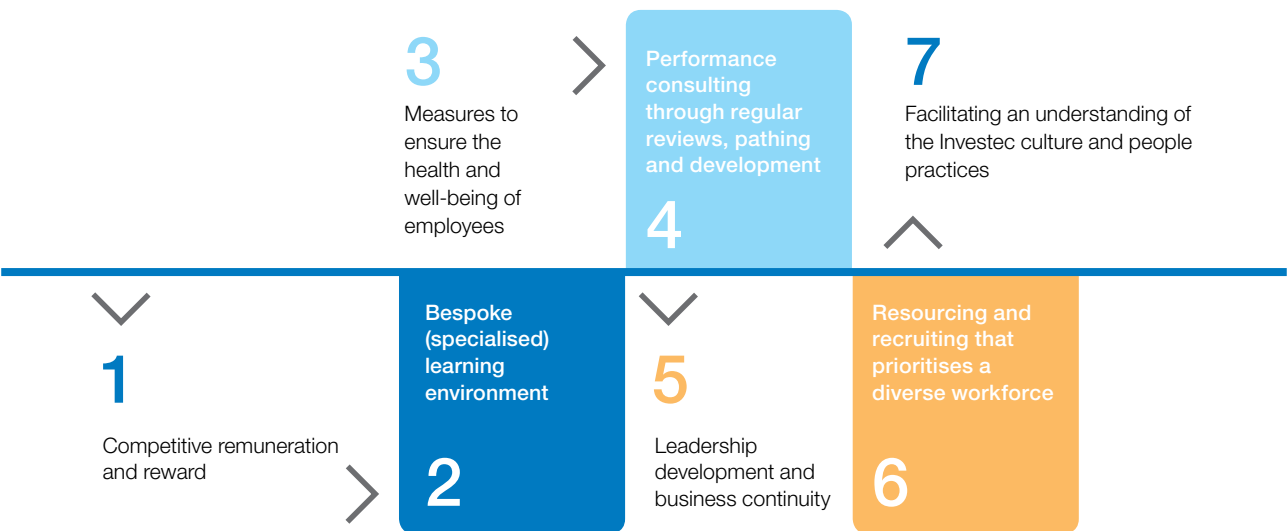 1
Competitive remuneration
and reward
Bespoke
(specialised)
learning
environment
2
3
Measures to
ensure the
health and
well-being of
employees
Performance
consulting
through regular
reviews, pathing
and development
4
5
Leadership
development and
business continuity
Resourcing and
recruiting that
prioritises a
diverse workforce
6
7
Facilitating an understanding of
the Investec culture and people
practices